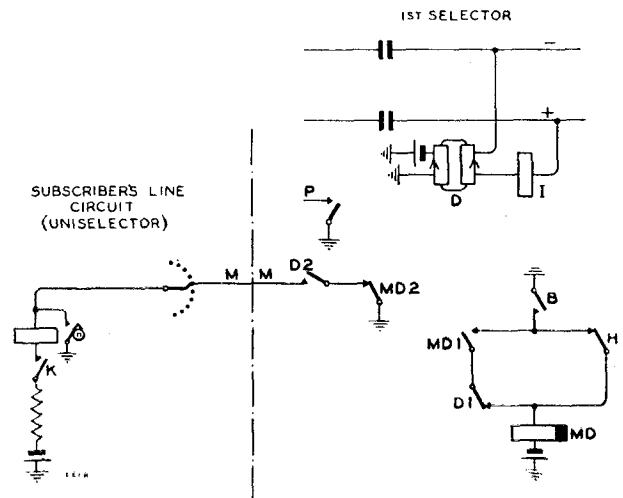 1ST SELECTOR
−
+
SUBSCRIBER'S LINE
CIRCUIT
(UNISELECTOR)
P
D
I
M M D2
MD2
B
MD1
H
K
D1
MD